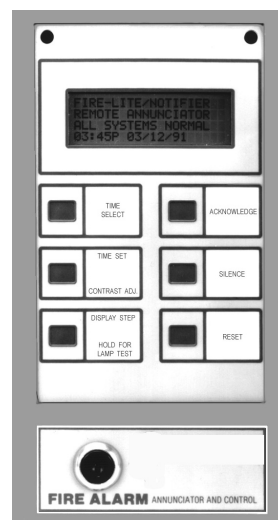 FIRE-LITE/NOTIFIER
REMOTE ANNUNCIATOR
ALL SYSTEMS NORMAL
03:45P 03/12/91
TIME
SELECT
ACKNOWLEDGE
TIME SET
CONTRAST ADJ.
SILENCE
DISPLAY STEP
HOLD FOR
LAMP TEST
RESET
FIRE ALARM ANNUNCIATOR AND CONTROL